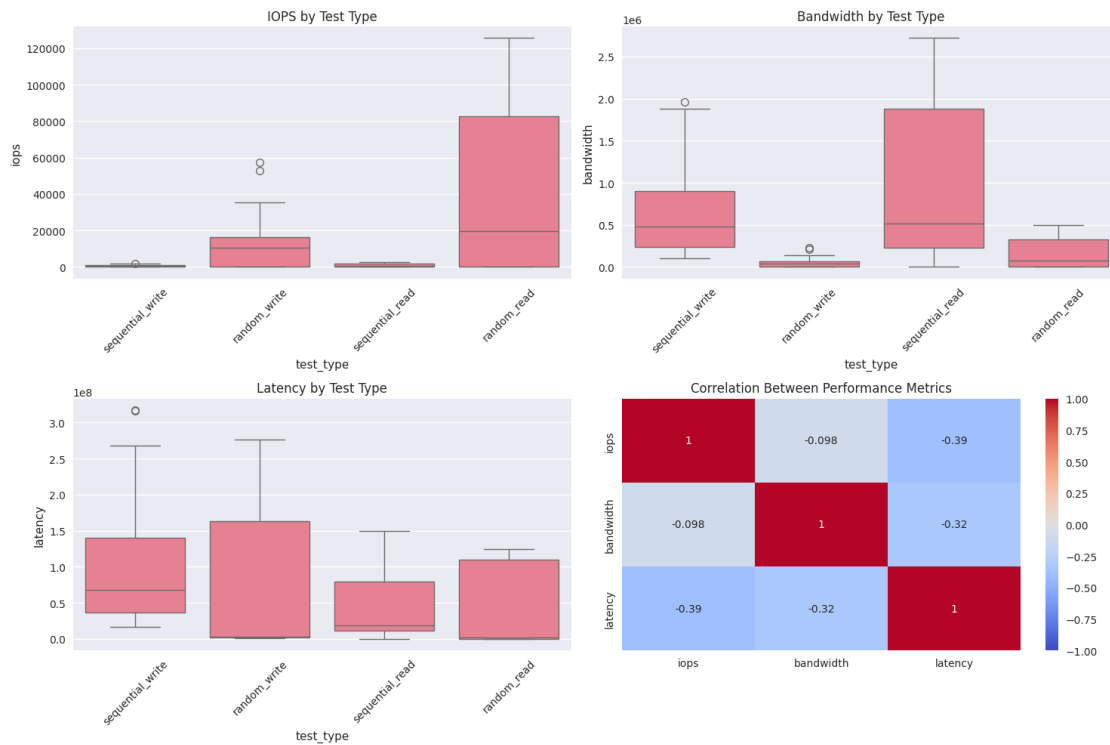 IOPS by Test Type
120000
100000
80000
60000
40000
20000
0
iops
sequential_write
random_write
sequential_read
random_read
test_type
Bandwidth by Test Type
1e6
2.5
2.0
1.5
1.0
0.5
0.0
bandwidth
sequential_write
random_write
sequential_read
random_read
test_type
Latency by Test Type
1e8
3.0
2.5
2.0
1.5
1.0
0.5
0.0
latency
sequential_write
random_write
sequential_read
random_read
test_type
Correlation Between Performance Metrics
iops
1
-0.098
-0.39
bandwidth
-0.098
1
-0.32
latency
-0.39
-0.32
1
iops
bandwidth
latency
1.00
0.75
0.50
0.25
0.00
−0.25
−0.50
−0.75
−1.00